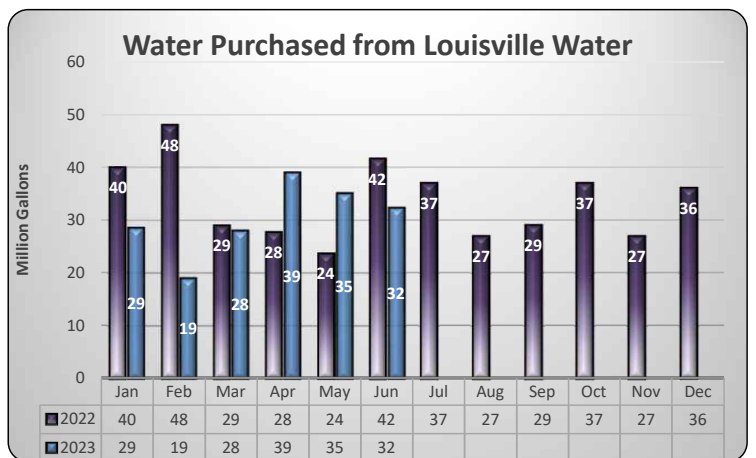 Water Purchased from Louisville Water
Million Gallons
60
50
40
30
20
10
0
40 29 48 19 29 28 28 39 24 35 42 32 37 27 29 37 27 36
Jan Feb Mar Apr May Jun Jul Aug Sep Oct Nov Dec
2022 40 48 29 28 24 42 37 27 29 37 27 36
2023 29 19 28 39 35 32